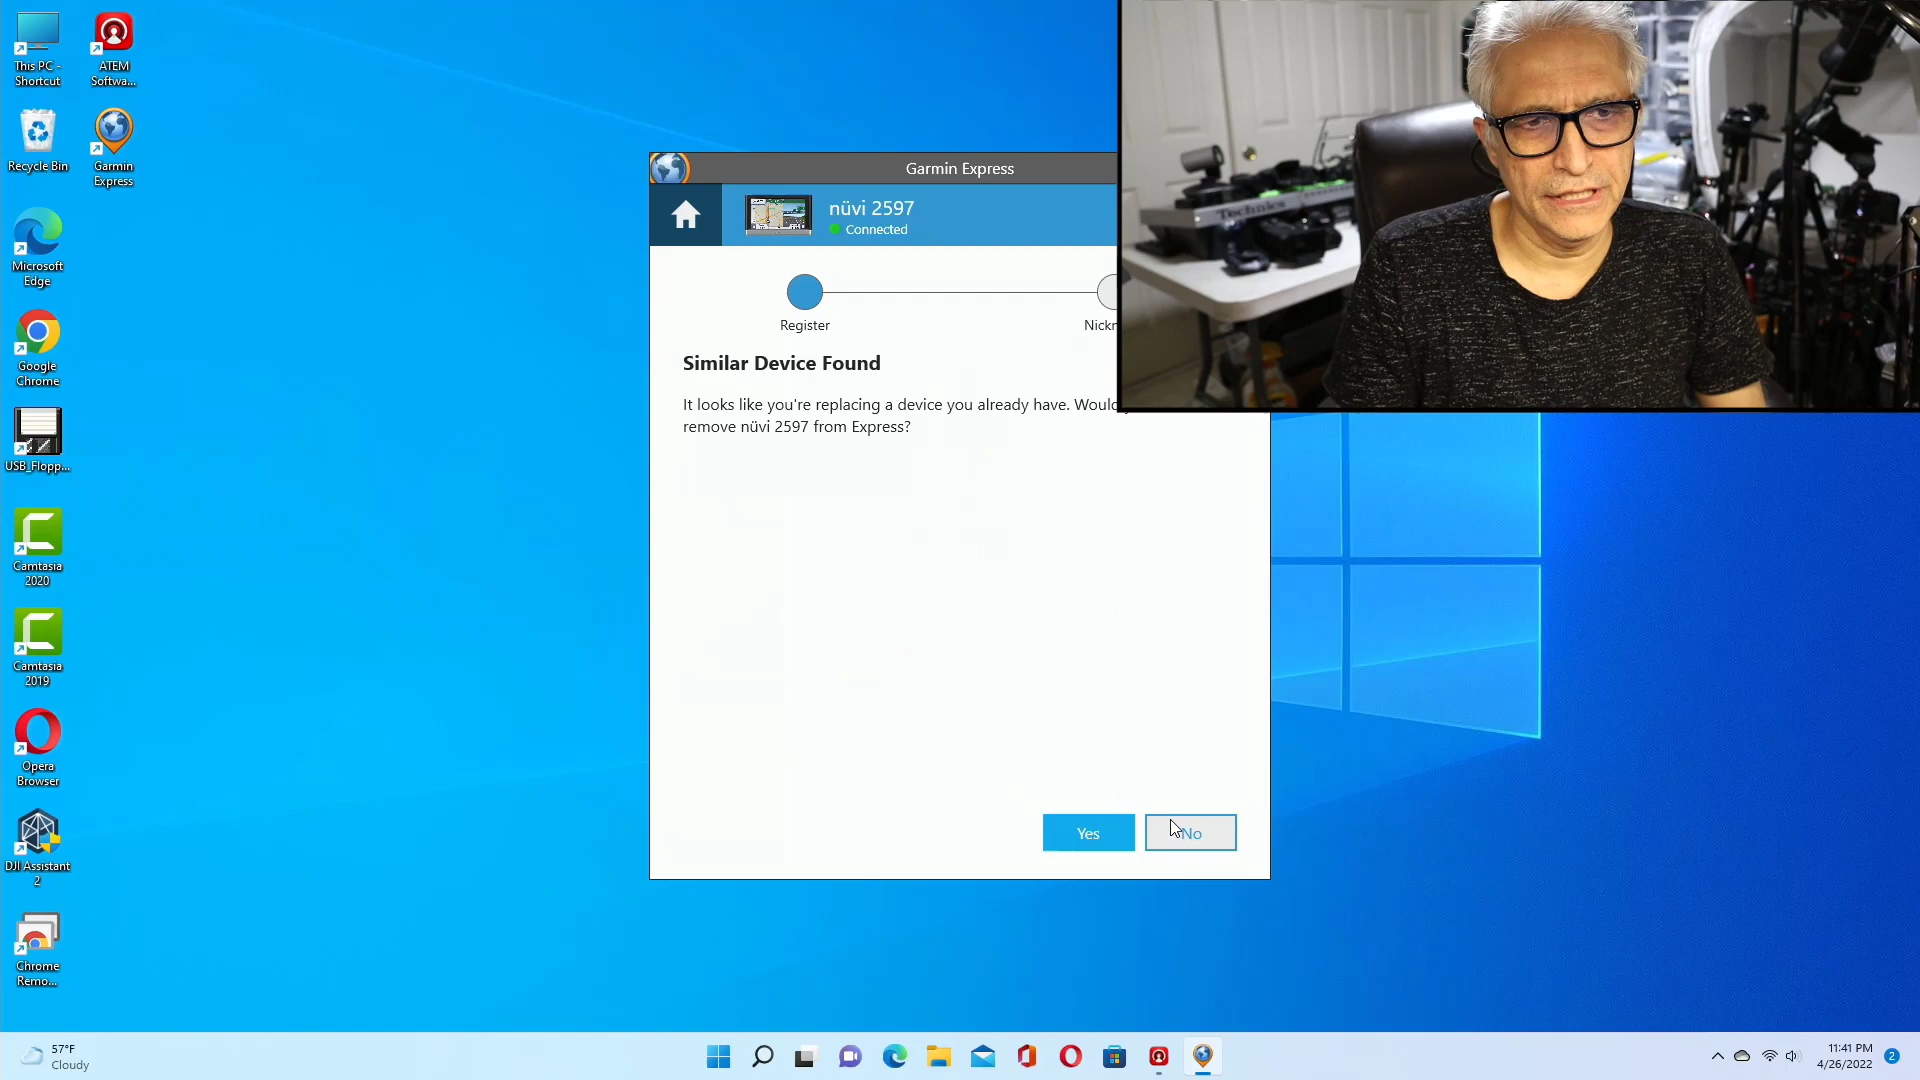 This PC -
Shortcut
ATEM
Softwa...
Recycle Bin
Garmin
Express
Microsoft
Edge
Google
Chrome
USB_Flopp...
Camtasia
2020
Camtasia
2019
Opera
Browser
DJI Assistant
2
Chrome
Remo...
Garmin Express
nüvi 2597
Connected
Register
Nickn
Similar Device Found
It looks like you're replacing a device you already have. Would
remove nüvi 2597 from Express?
Yes
No
Technics
57°F
Cloudy
11:41 PM
4/26/2022
2